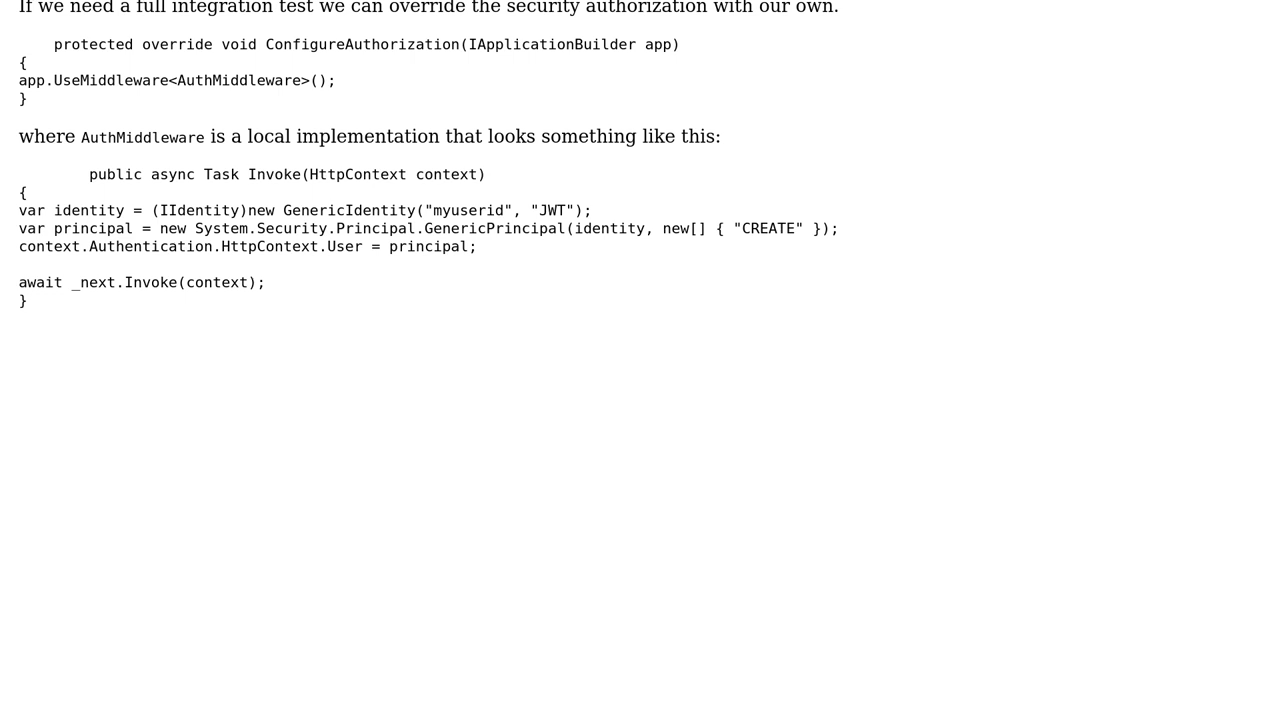 If we need a full integration test we can override the security authorization with our own.
protected override void ConfigureAuthorization(IApplicationBuilder app)
{
app.UseMiddleware<AuthMiddleware>();
}
where AuthMiddleware is a local implementation that looks something like this:
public async Task Invoke(HttpContext context)
{
var identity = (IIdentity)new GenericIdentity("myuserid", "JWT");
var principal = new System.Security.Principal.GenericPrincipal(identity, new[] { "CREATE" });
context.Authentication.HttpContext.User = principal;
await _next.Invoke(context);
}